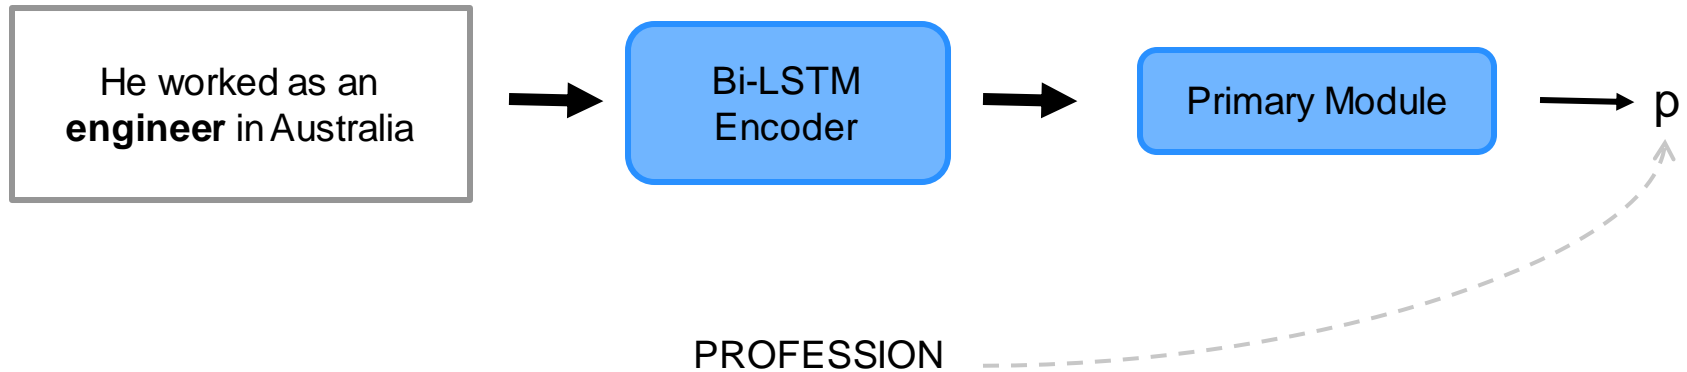 He worked as an
engineer in Australia
Bi-LSTM
Encoder
Primary Module
p
PROFESSION